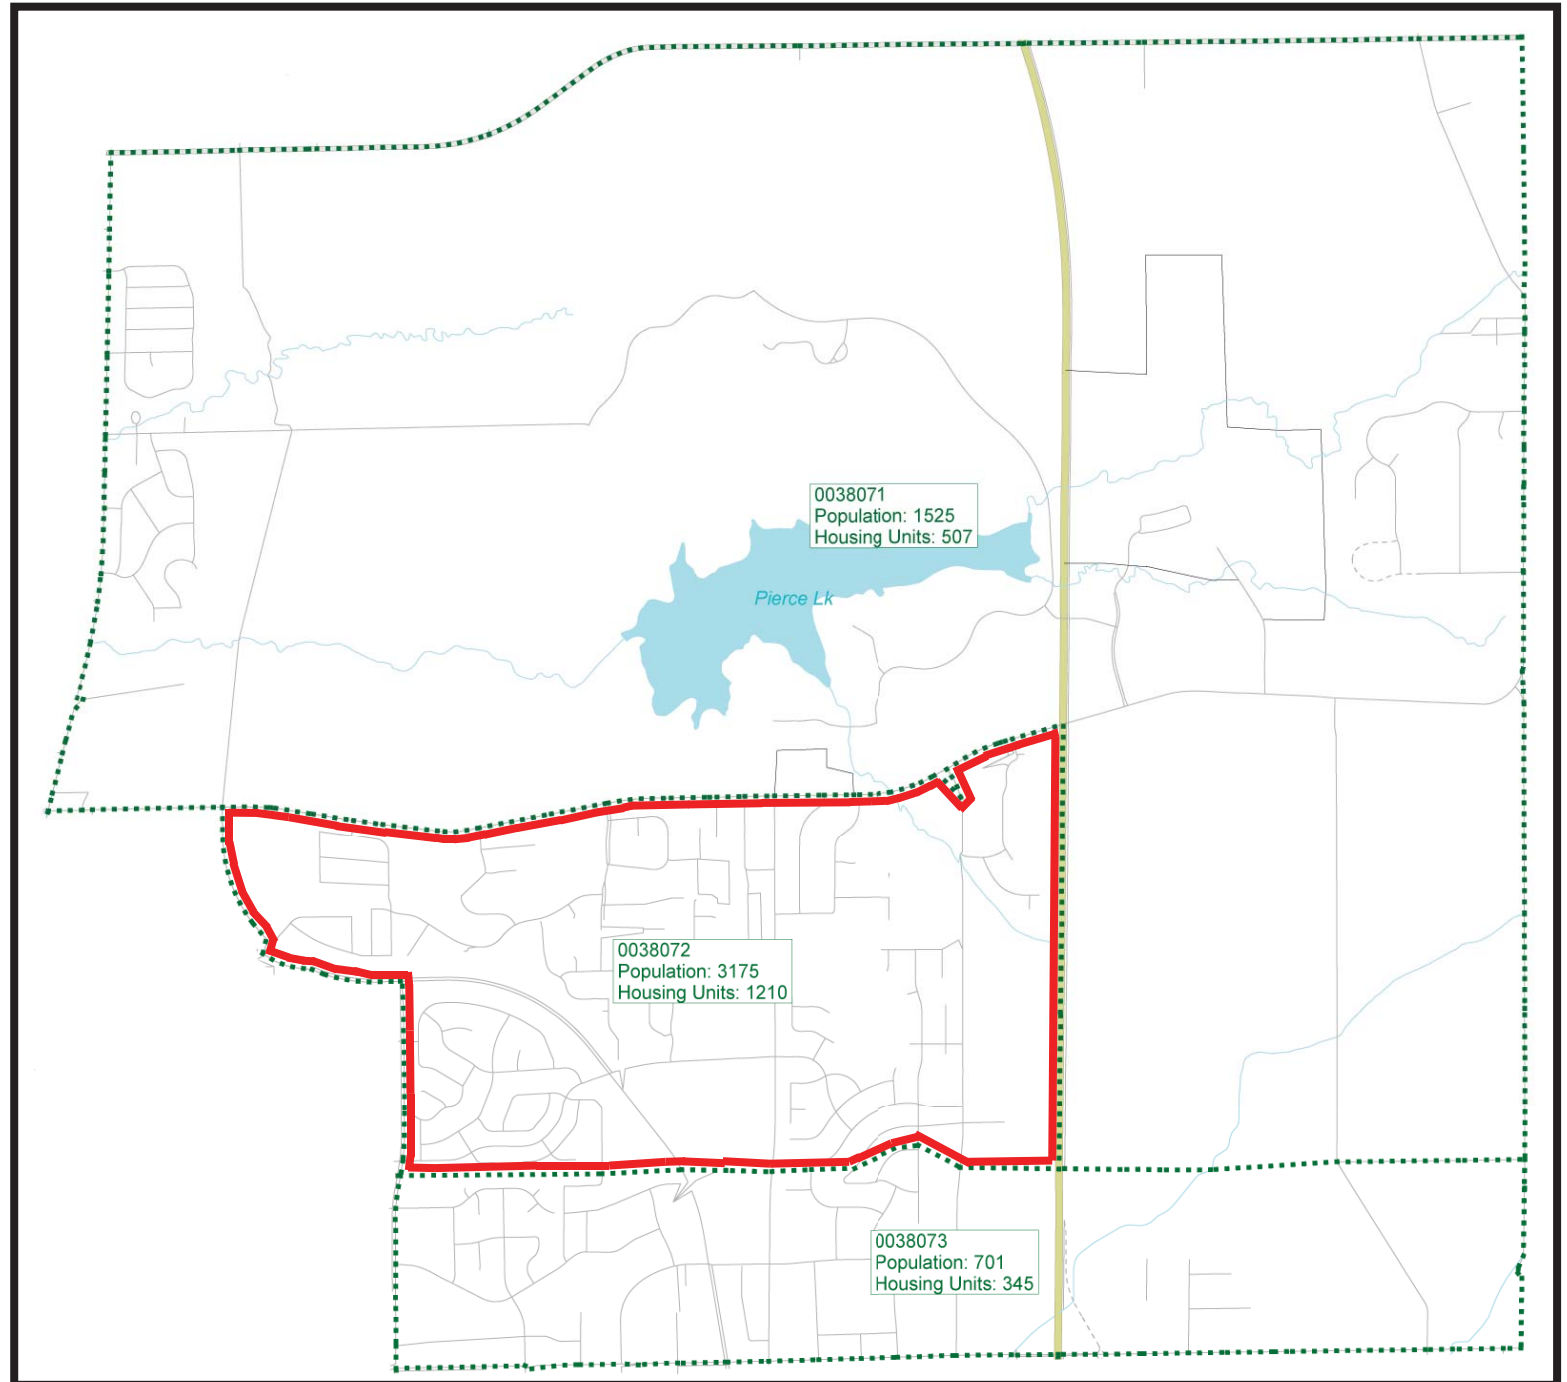 0038071
Population: 1525
Housing Units: 507
Pierce Lk
0038072
Population: 3175
Housing Units: 1210
0038073
Population: 701
Housing Units: 345